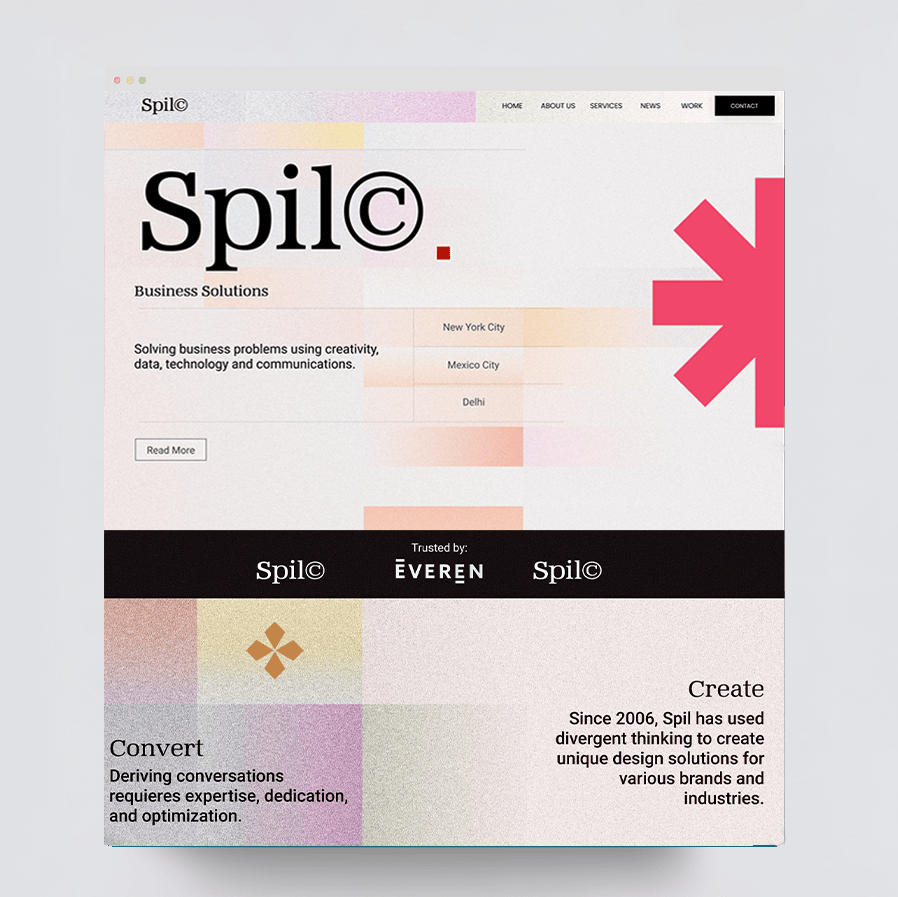 Spil©
HOME ABOUT US SERVICES NEWS WORK CONTACT
Spil©.
Business Solutions
Solving business problems using creativity,
data, technology and communications.
New York City
Mexico City
Delhi
Read More
Trusted by:
Spil© ĒVERE̱N Spil©
Create
Since 2006, Spil has used
divergent thinking to create
unique design solutions for
various brands and
industries.
Convert
Deriving conversations
requieres expertise, dedication,
and optimization.